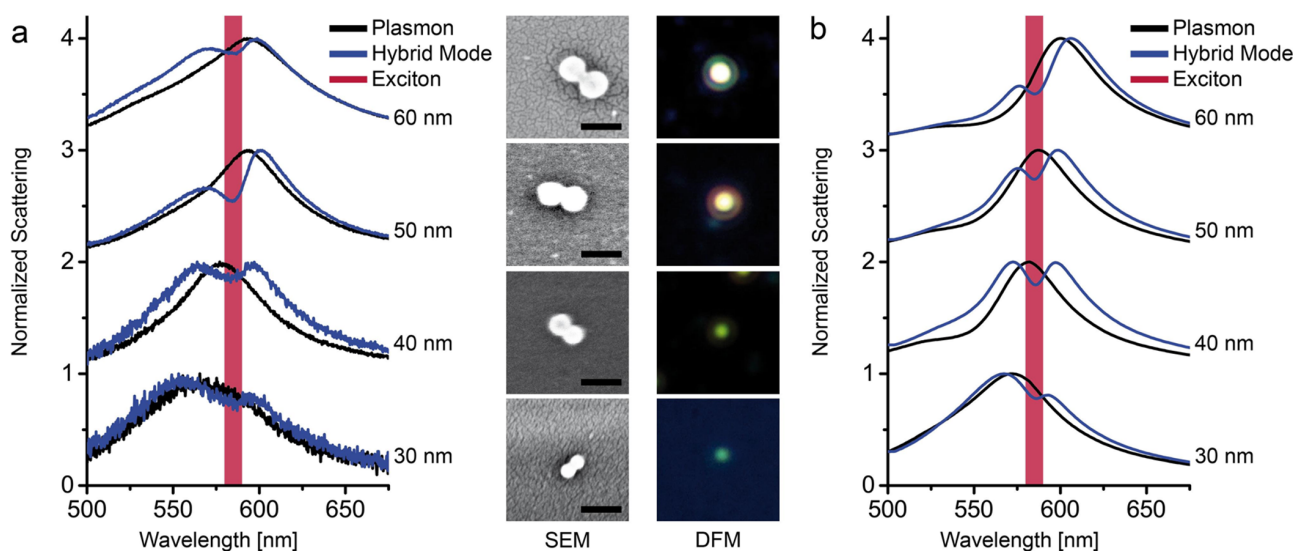 a
Plasmon
Hybrid Mode
Exciton
4
3
2
1
0
Normalized Scattering
60 nm
50 nm
40 nm
30 nm
500
550
600
650
Wavelength [nm]
SEM
DFM
b
Plasmon
Hybrid Mode
Exciton
4
3
2
1
0
Normalized Scattering
60 nm
50 nm
40 nm
30 nm
500
550
600
650
Wavelength [nm]